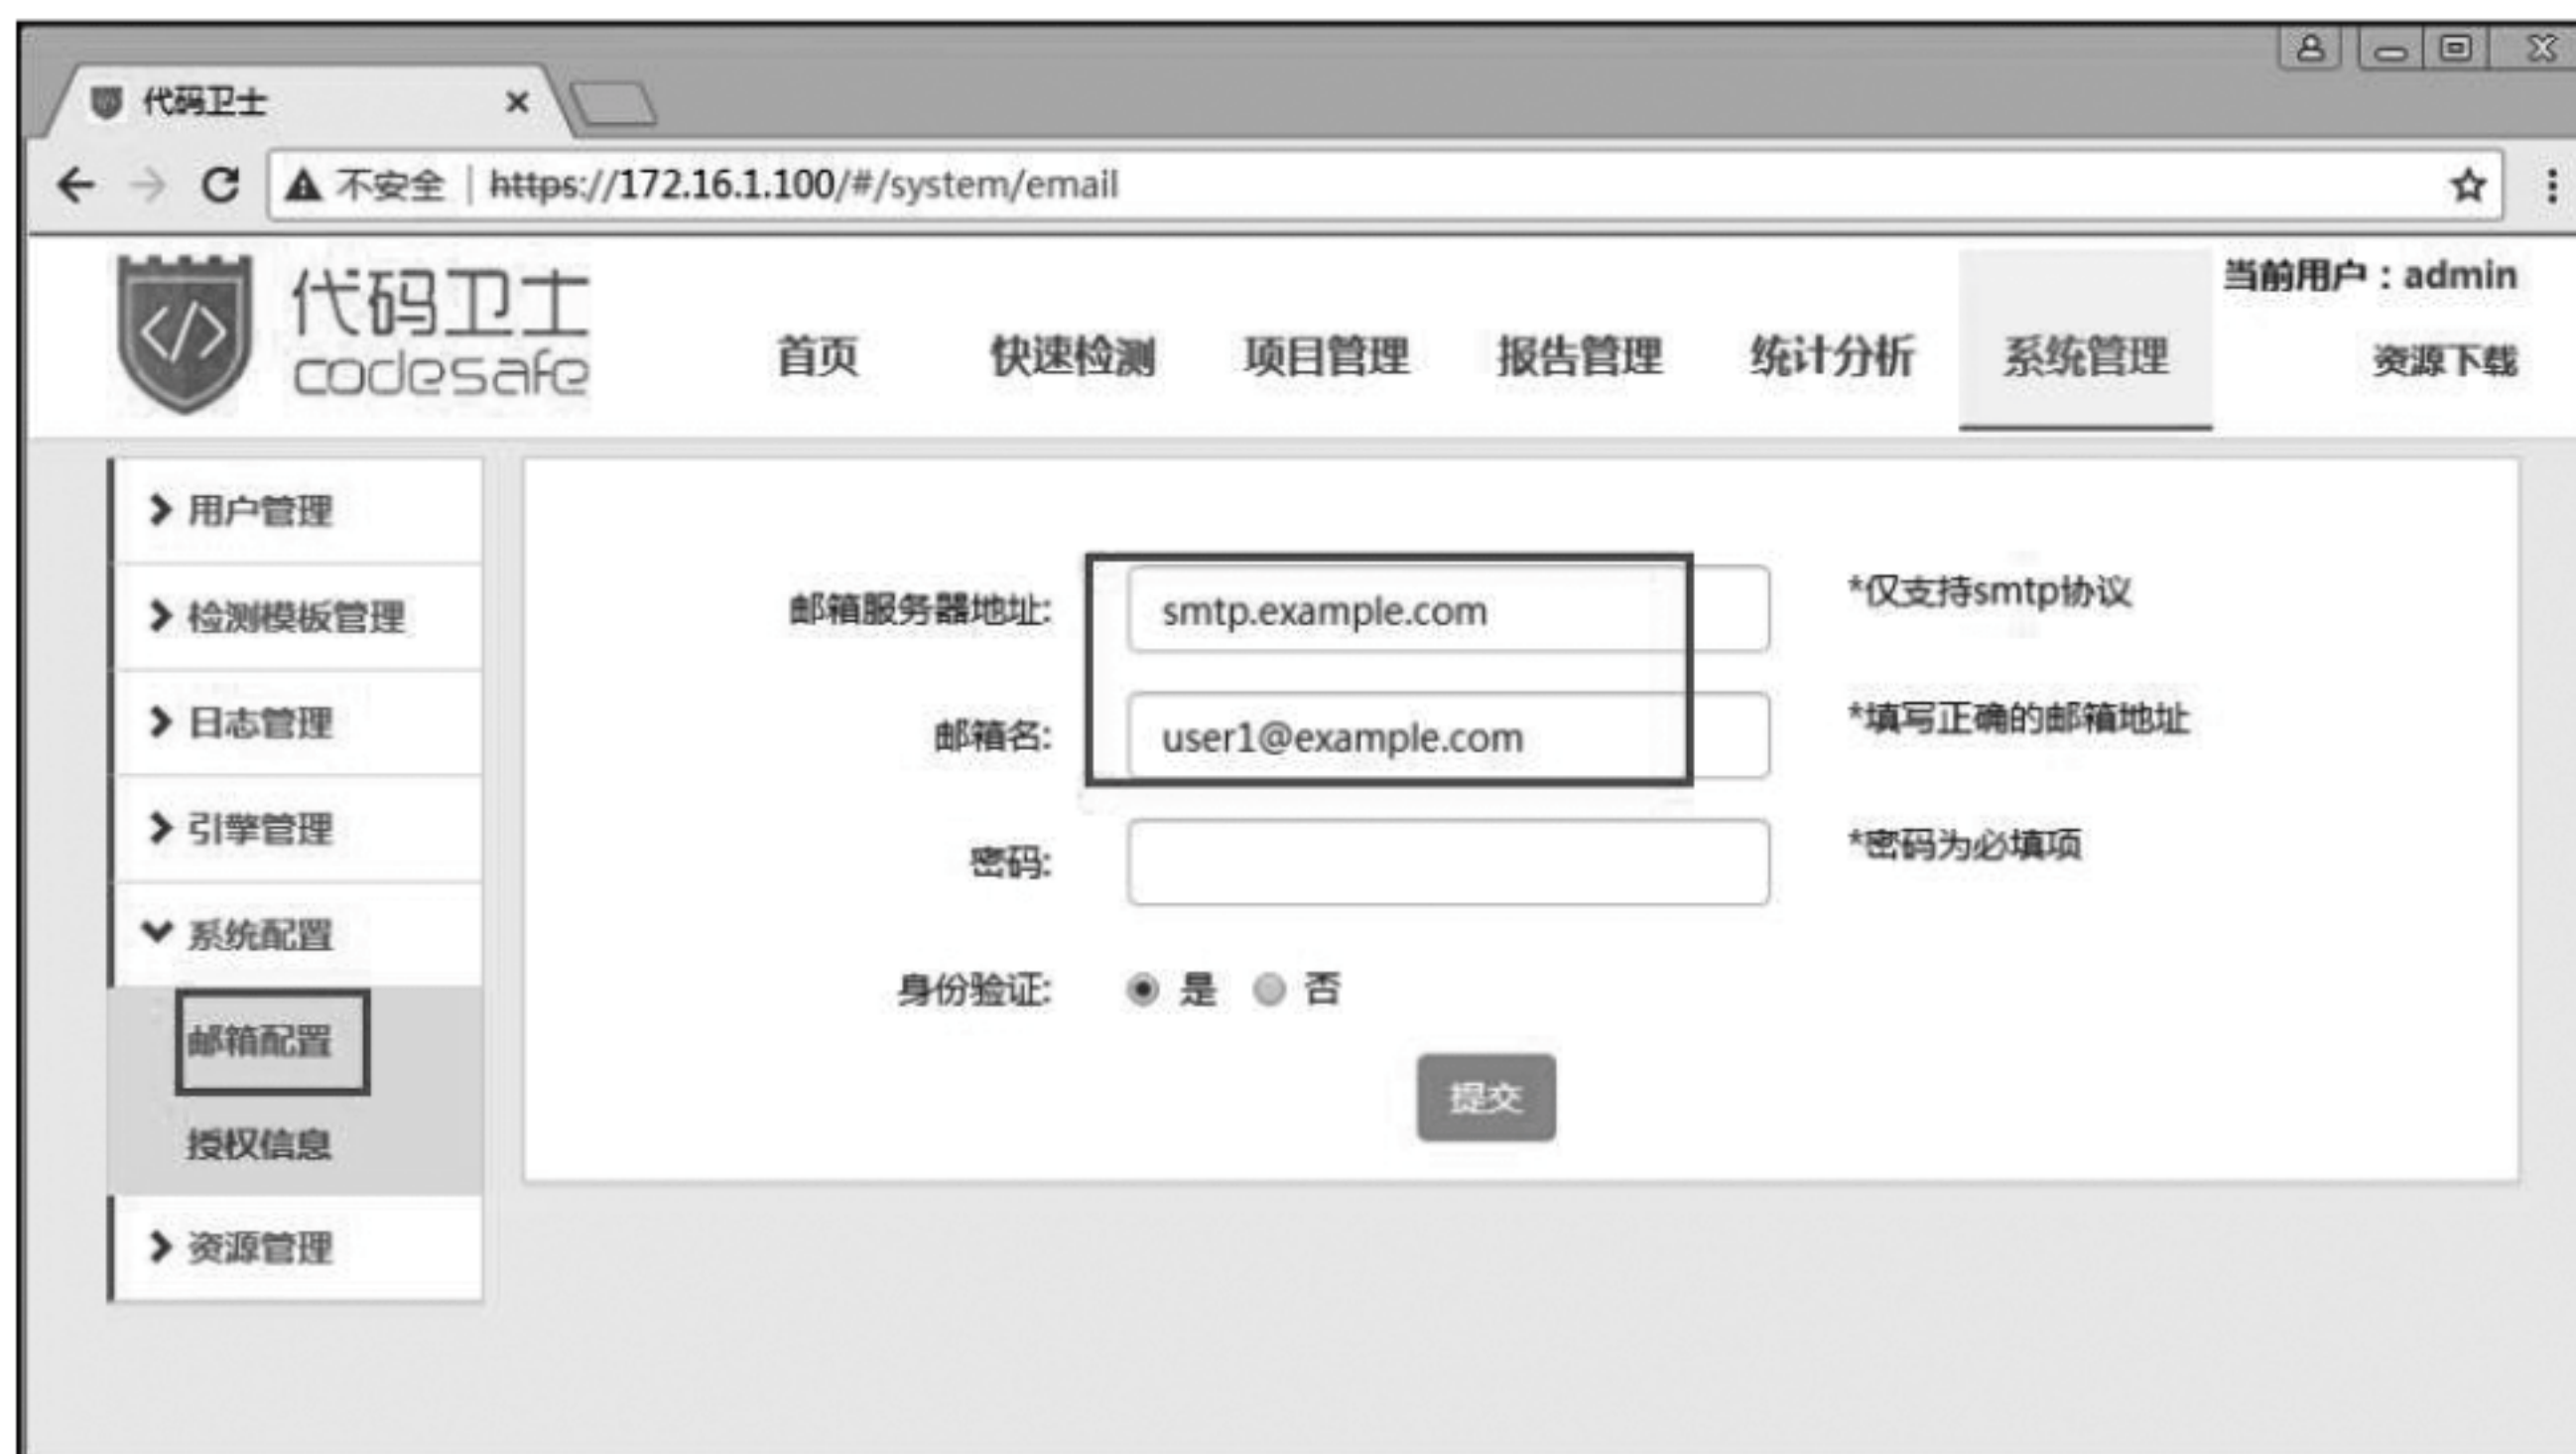 代码卫士
不安全 https://172.16.1.100/#/system/email
代码卫士
codesafe
首页 快速检测 项目管理 报告管理 统计分析 系统管理
当前用户：admin
资源下载
用户管理
检测模板管理
日志管理
引擎管理
系统配置
邮箱配置
授权信息
资源管理
邮箱服务器地址: smtp.example.com *仅支持smtp协议
邮箱名: user1@example.com *填写正确的邮箱地址
密码: *密码为必填项
身份验证: 是 否
提交